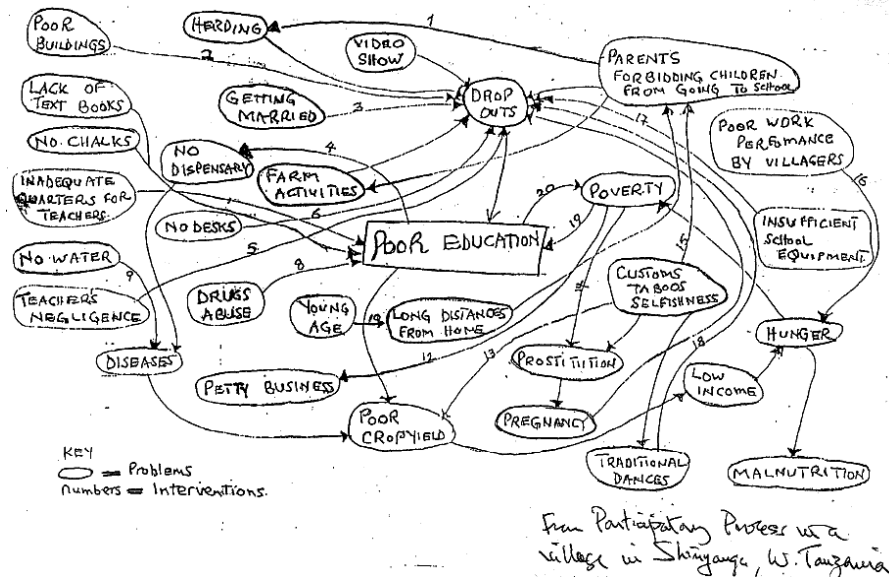 POOR
BUILDINGS
HERDING
1
2
VIDEO
SHOW
PARENTS
FORBIDDING CHILDREN
FROM GOING TO SCHOOL
LACK OF
TEXT BOOKS
GETTING
MARRIED
3
DROP
OUTS
17
POOR WORK
PERFOMANCE
BY VILLAGERS
NO CHALKS
NO
DISPENSARY
4
FARM
ACTIVITIES
16
INADEQUATE
QUARTERS FOR
TEACHERS
NO DESKS
6
5
POOR EDUCATION
20
19
POVERTY
INSUFFICIENT
SCHOOL
EQUIPMENT
NO WATER
9
8
15
TEACHERS
NEGLIGENCE
DRUGS
ABUSE
YOUNG
AGE
LONG DISTANCES
FROM HOME
CUSTOMS
TABOOS
SELFISHNESS
HUNGER
DISEASES
12
13
18
PROSTITUTION
PETTY BUSINESS
LOW
INCOME
POOR
CROPYIELD
PREGNANCY
TRADITIONAL
DANCES
MALNUTRITION
KEY
= Problems
numbers = Interventions.
From Participatory Process in a
village in Shinyanga, W. Tanzania